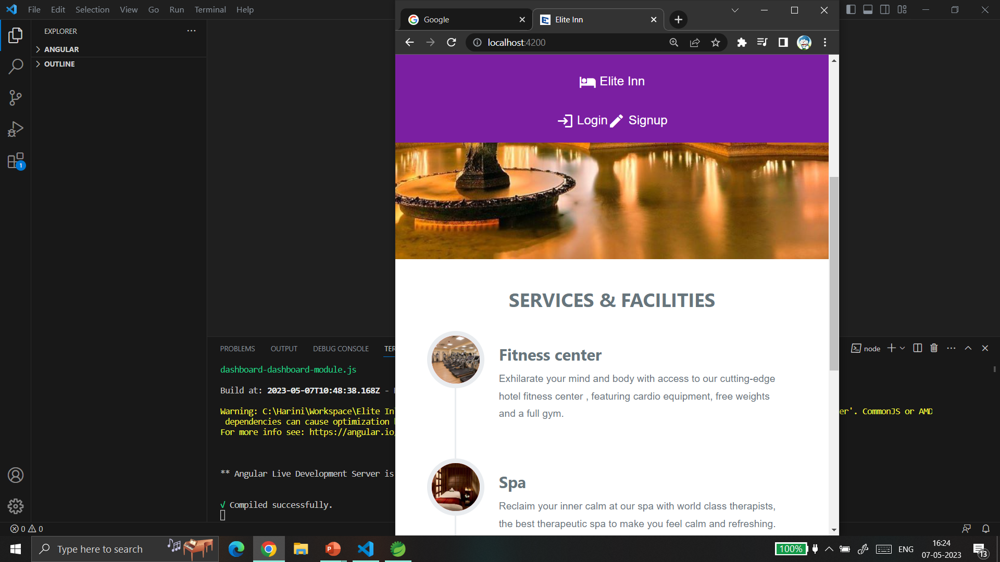 File Edit Selection View Go Run Terminal Help
EXPLORER
ANGULAR
OUTLINE
1
PROBLEMS OUTPUT DEBUG CONSOLE TER
node
dashboard-dashboard-module.js
Build at: 2023-05-07T10:48:38.168Z -
Warning: C:\Harini\Workspace\Elite In
er'. CommonJS or AMD
dependencies can cause optimization
For more info see: https://angular.io
** Angular Live Development Server is
√ Compiled successfully.
0 0
Google
Elite Inn
localhost:4200
Elite Inn
Login Signup
SERVICES & FACILITIES
Fitness center
Exhilarate your mind and body with access to our cutting-edge
hotel fitness center , featuring cardio equipment, free weights
and a full gym.
Spa
Reclaim your inner calm at our spa with world class therapists,
the best therapeutic spa to make you feel calm and refreshing.
Type here to search
100%
ENG
16:24
07-05-2023
13